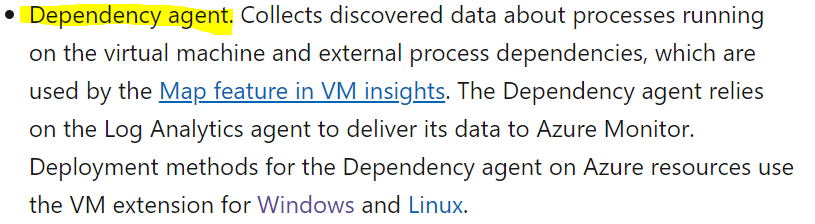 • Dependency agent. Collects discovered data about processes running
on the virtual machine and external process dependencies, which are
used by the Map feature in VM insights. The Dependency agent relies
on the Log Analytics agent to deliver its data to Azure Monitor.
Deployment methods for the Dependency agent on Azure resources use
the VM extension for Windows and Linux.